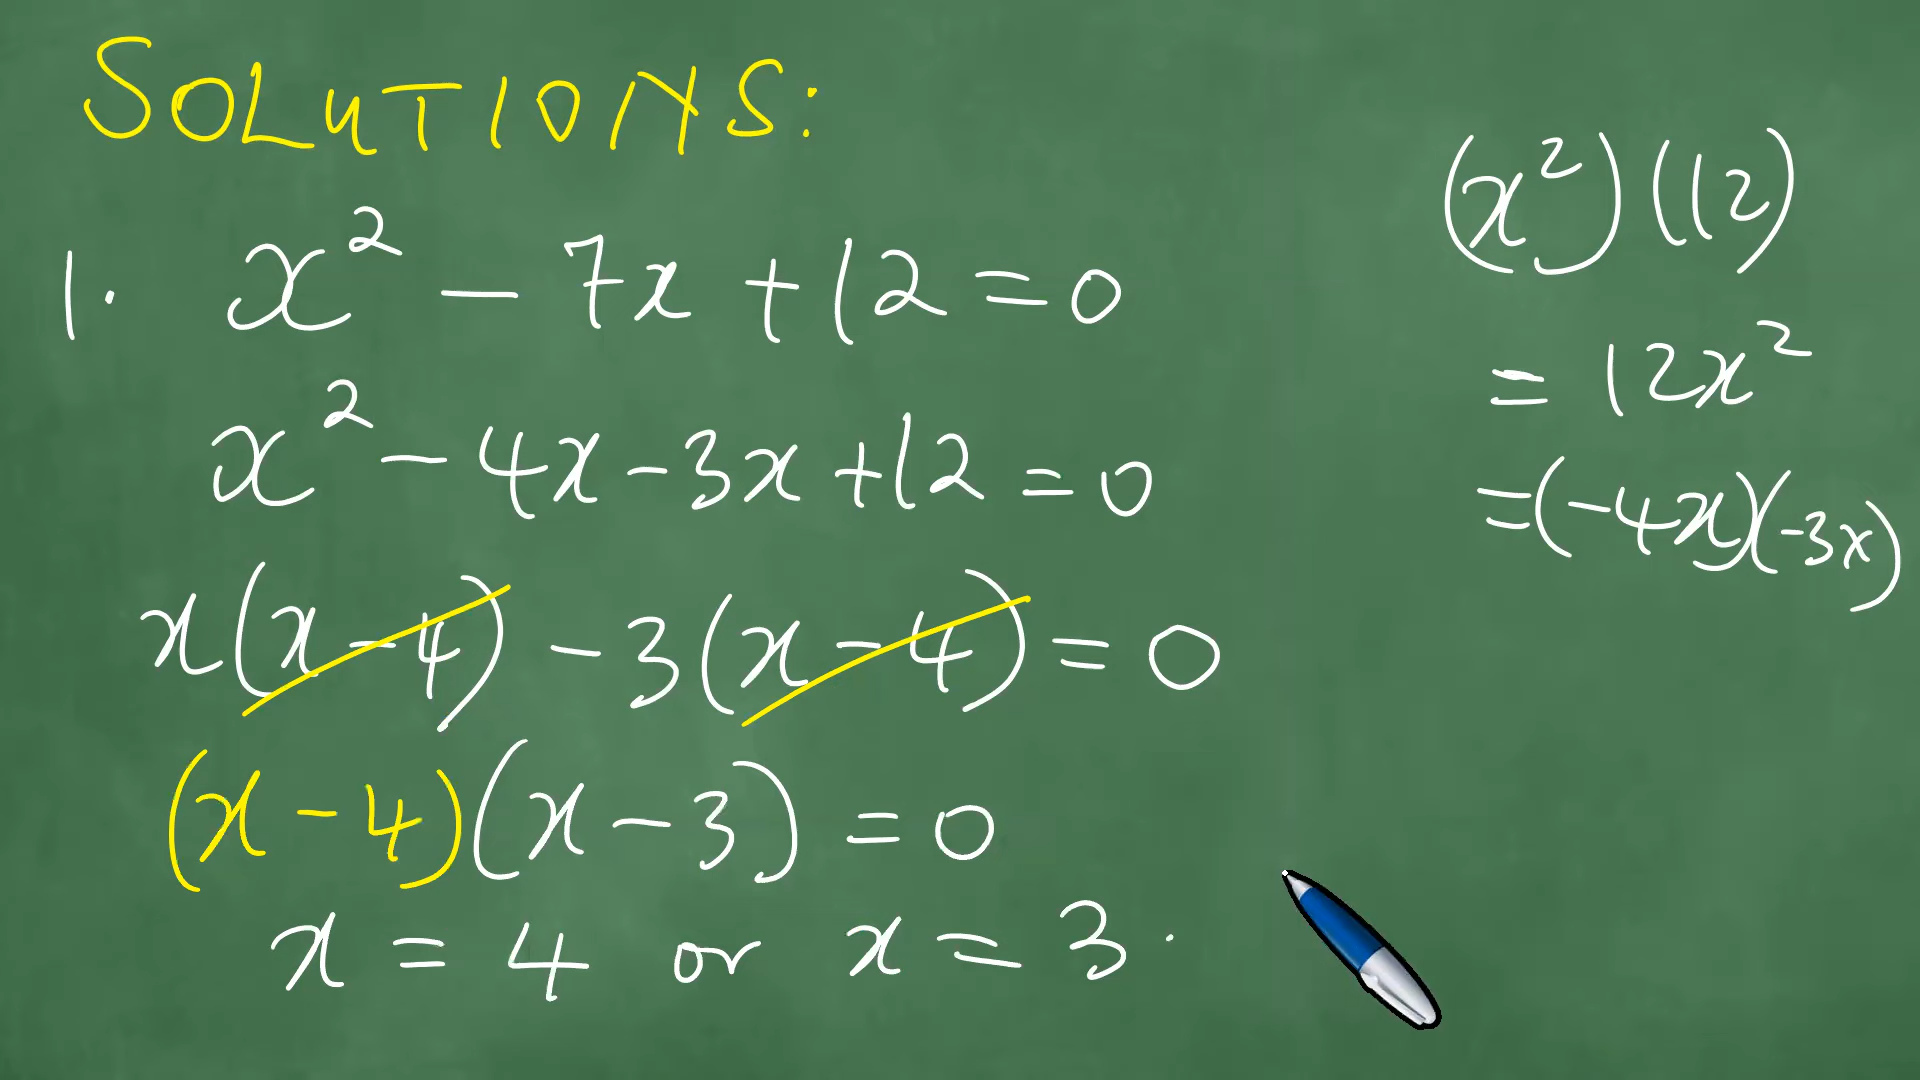 SOLUTIONS:
1. x² - 7x + 12 = 0
x² - 4x - 3x + 12 = 0
x(x - 4) - 3(x - 4) = 0
(x - 4)(x - 3) = 0
x = 4 or x = 3.
(x²)(12)
= 12x²
= (-4x)(-3x)